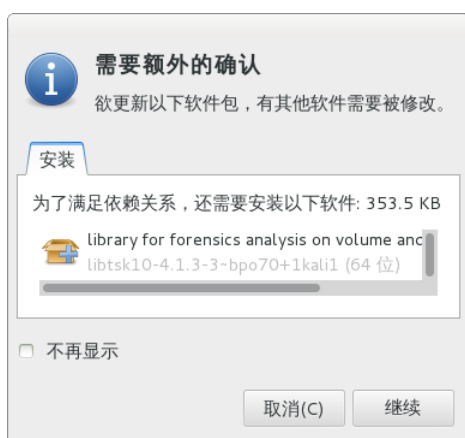 需要额外的确认
欲更新以下软件包，有其他软件需要被修改。
安装
为了满足依赖关系，还需要安装以下软件: 353.5 KB
library for forensics analysis on volume and
libtsk10-4.1.3-3~bpo70+1kali1 (64 位)
不再显示
取消(C)
继续